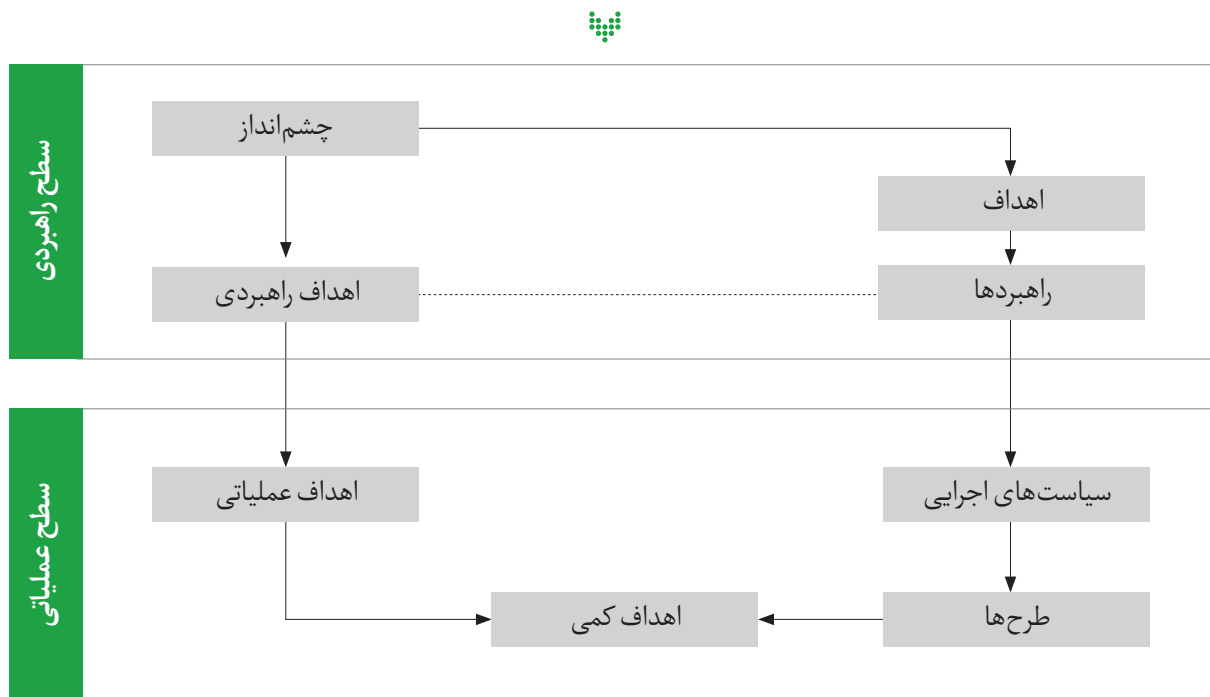 سطح راهبردی
چشم‌انداز
اهداف
اهداف راهبردی
راهبردها
سطح عملیاتی
اهداف عملیاتی
سیاست‌های اجرایی
اهداف کمی
طرح‌ها